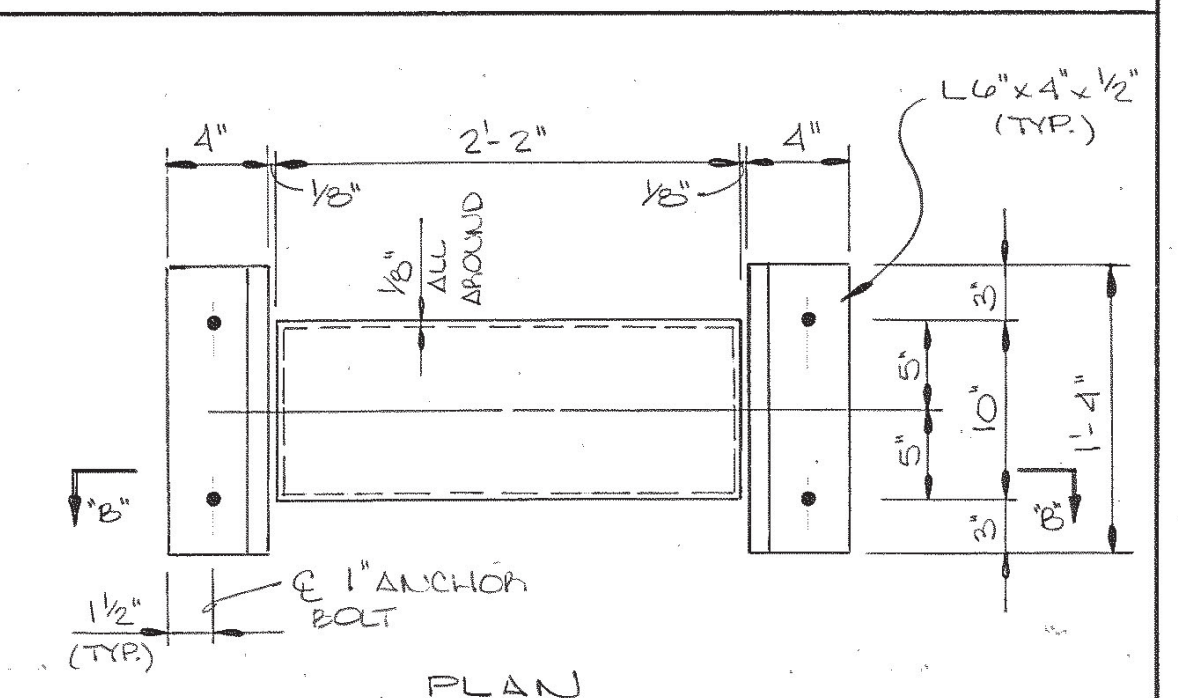 L6"x4"x1/2"
(TYP.)
4"
2'-2"
4"
1/8"
1/8"
1/8"
ALL
AROUND
3"
5"
10"
1'-4"
5"
3"
"B"
"B"
1 1/2"
(TYP.)
℄ 1" ANCHOR
BOLT
PLAN